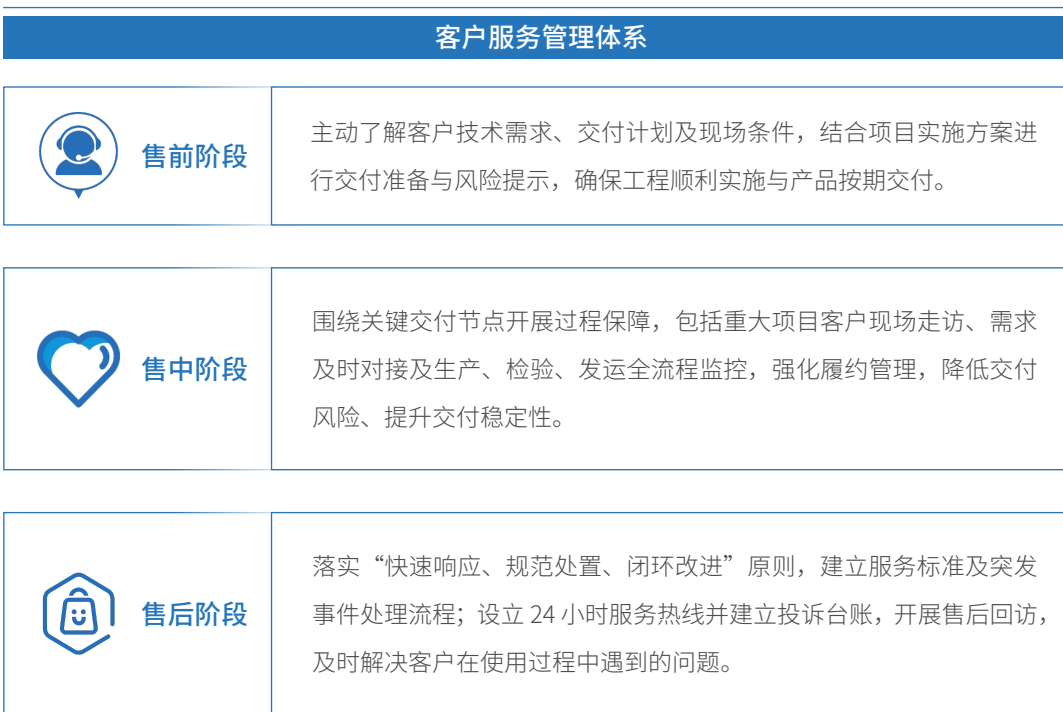 客户服务管理体系
售前阶段
主动了解客户技术需求、交付计划及现场条件，结合项目实施方案进
行交付准备与风险提示，确保工程顺利实施与产品按期交付。
售中阶段
围绕关键交付节点开展过程保障，包括重大项目客户现场走访、需求
及时对接及生产、检验、发运全流程监控，强化履约管理，降低交付
风险、提升交付稳定性。
售后阶段
落实“快速响应、规范处置、闭环改进”原则，建立服务标准及突发
事件处理流程；设立 24 小时服务热线并建立投诉台账，开展售后回访，
及时解决客户在使用过程中遇到的问题。